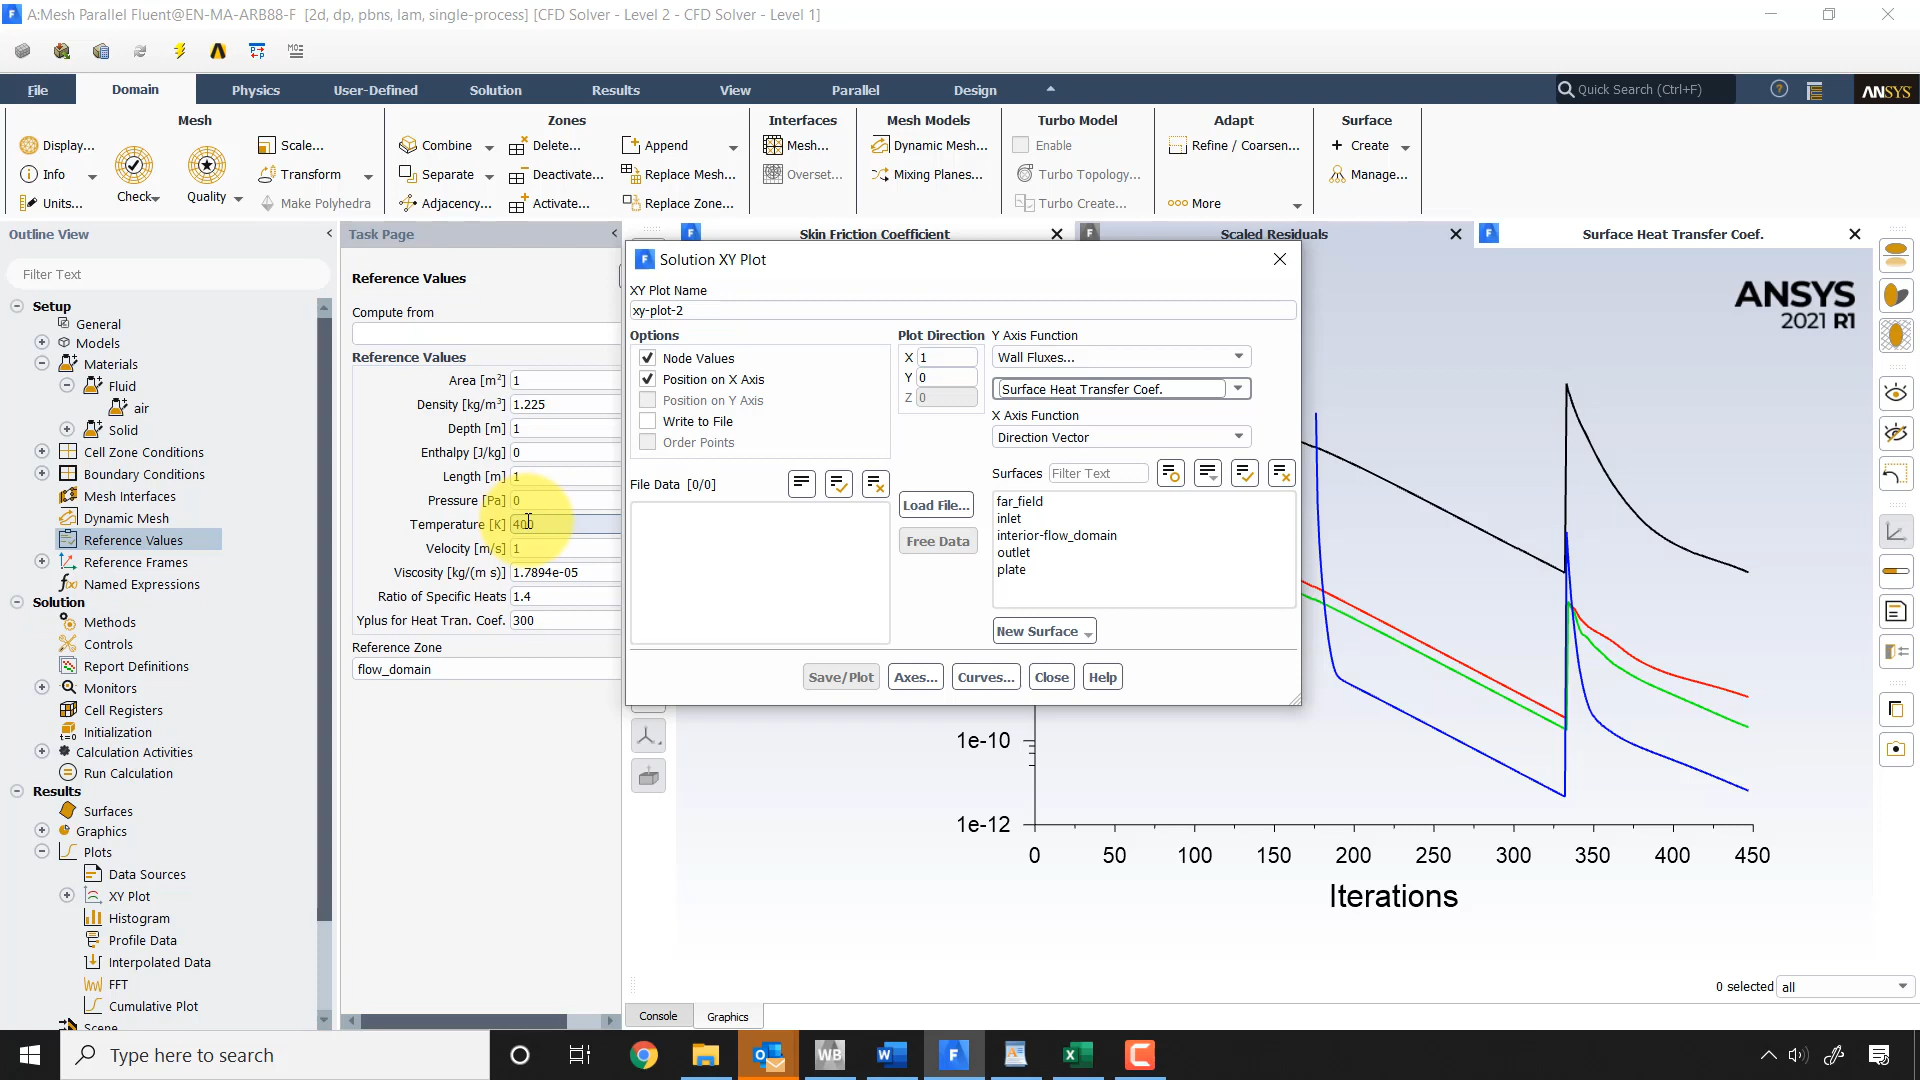 A:Mesh Parallel Fluent@EN-MA-ARB88-F [2d, dp, pbns, lam, single-process] [CFD Solver - Level 2 - CFD Solver - Level 1]
File Domain Physics User-Defined Solution Results View Parallel Design Quick Search (Ctrl+F) ANSYS
Mesh Zones Interfaces Mesh Models Turbo Model Adapt Surface
Display... Scale... Combine Delete... Append Mesh... Dynamic Mesh... Enable Refine / Coarsen... + Create
Info Transform Separate Deactivate... Replace Mesh... Overset... Mixing Planes... Turbo Topology... Manage...
Check Quality
Units... Make Polyhedra Adjacency... Activate... Replace Zone... Turbo Create... More
Outline View
Filter Text
Setup
General
Models
Materials
Fluid
air
Solid
Cell Zone Conditions
Boundary Conditions
Mesh Interfaces
Dynamic Mesh
Reference Values
Reference Frames
Named Expressions
Solution
Methods
Controls
Report Definitions
Monitors
Cell Registers
Initialization
Calculation Activities
Run Calculation
Results
Surfaces
Graphics
Plots
Data Sources
XY Plot
Histogram
Profile Data
Interpolated Data
FFT
Cumulative Plot
Scene
Task Page
Reference Values
Compute from
Reference Values
Area [m²] 1
Density [kg/m³] 1.225
Depth [m] 1
Enthalpy [J/kg] 0
Length [m] 1
Pressure [Pa] 0
Temperature [K] 400
Velocity [m/s] 1
Viscosity [kg/(m s)] 1.7894e-05
Ratio of Specific Heats 1.4
Yplus for Heat Tran. Coef. 300
Reference Zone
flow_domain
Skin Friction Coefficient Scaled Residuals Surface Heat Transfer Coef.
Solution XY Plot
XY Plot Name
xy-plot-2
Options
Node Values
Position on X Axis
Position on Y Axis
Write to File
Order Points
Plot Direction
X 1
Y 0
Z 0
Y Axis Function
Wall Fluxes...
Surface Heat Transfer Coef.
X Axis Function
Direction Vector
File Data [0/0]
Load File...
Free Data
Surfaces Filter Text
far_field
inlet
interior-flow_domain
outlet
plate
New Surface
Save/Plot Axes... Curves... Close Help
ANSYS
2021 R1
1e-10
1e-12
0 50 100 150 200 250 300 350 400 450
Iterations
0 selected all
Console Graphics
Type here to search